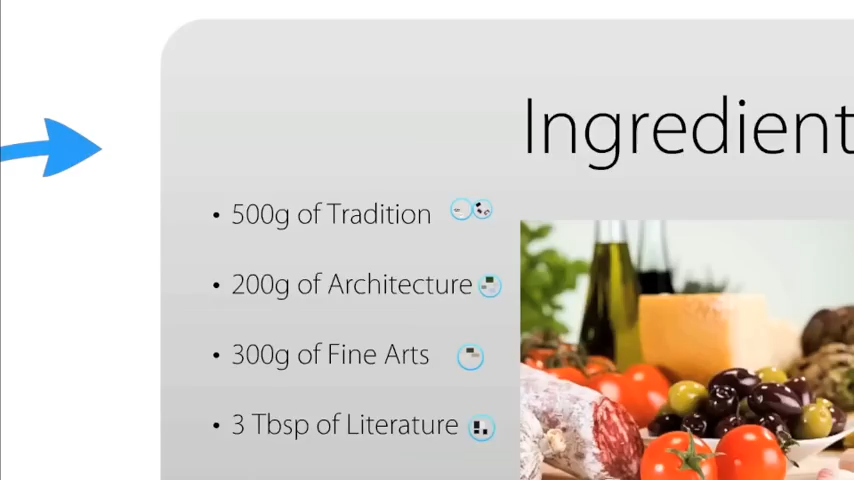 Ingredient
• 500g of Tradition
• 200g of Architecture
• 300g of Fine Arts
• 3 Tbsp of Literature